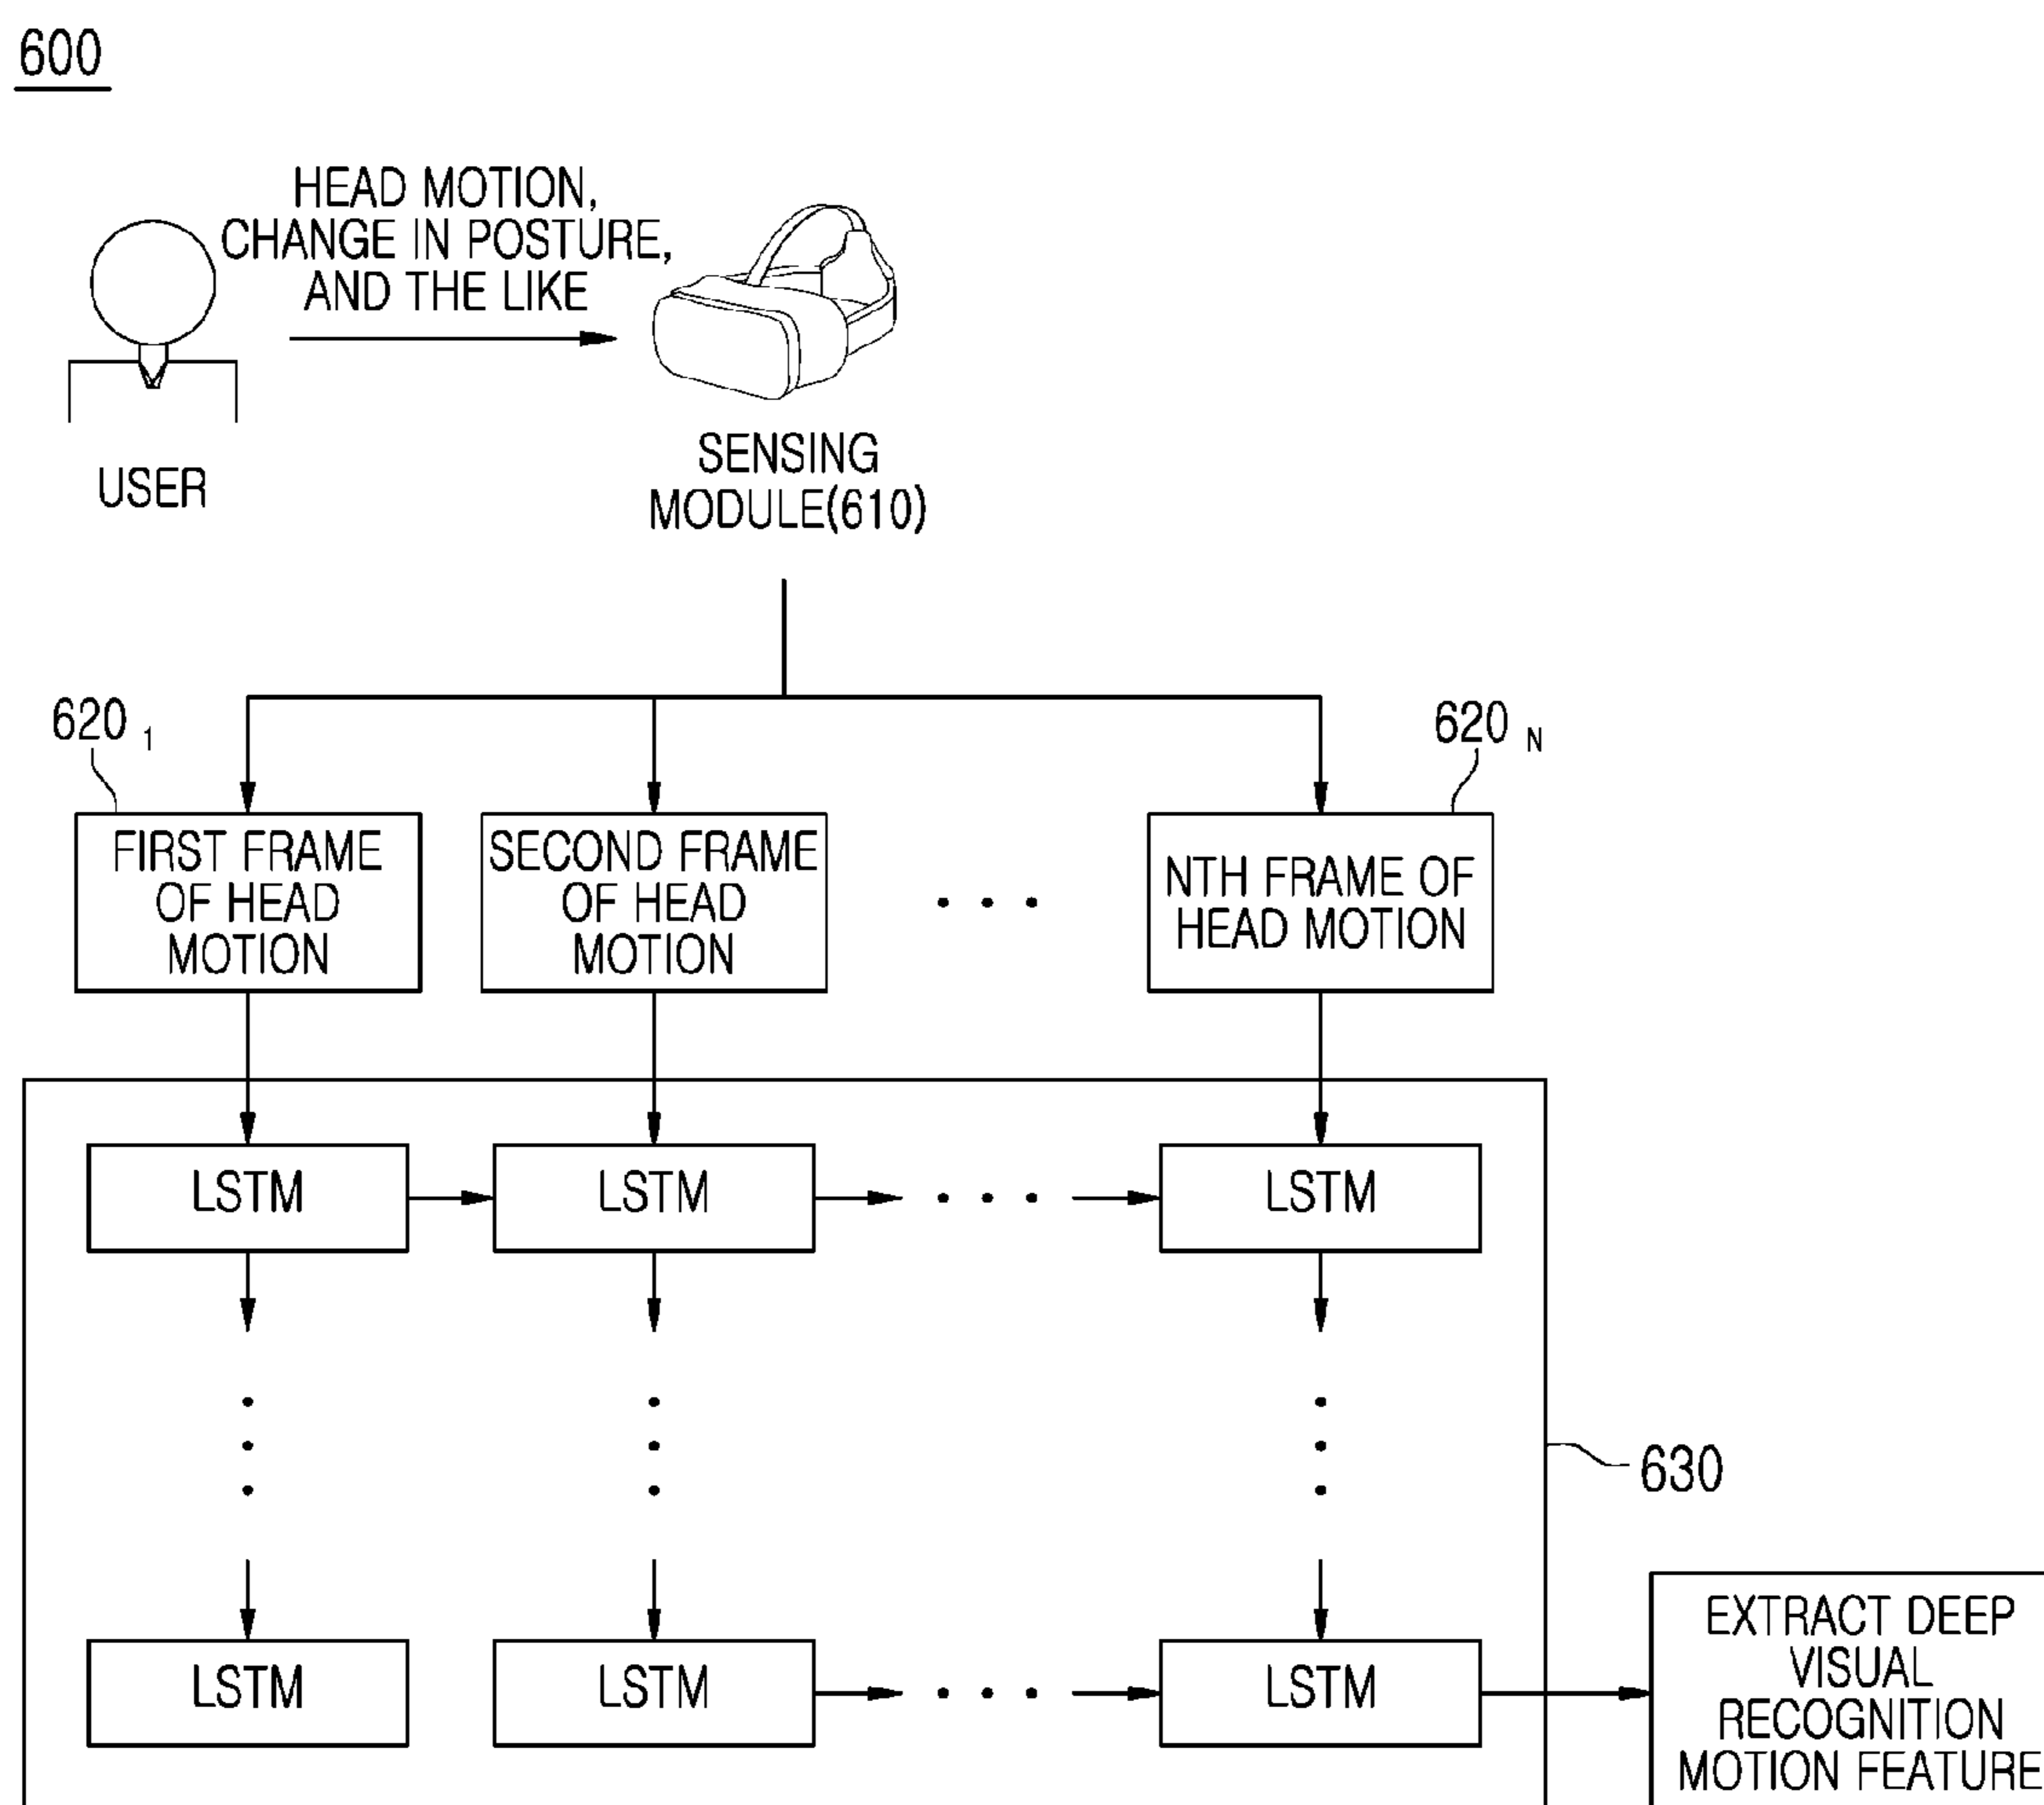 600
HEAD MOTION,
CHANGE IN POSTURE,
AND THE LIKE
USER
SENSING
MODULE(610)
620 1
620 N
FIRST FRAME
OF HEAD
MOTION
SECOND FRAME
OF HEAD
MOTION
NTH FRAME OF
HEAD MOTION
LSTM
LSTM
LSTM
630
LSTM
LSTM
LSTM
EXTRACT DEEP
VISUAL
RECOGNITION
MOTION FEATURE